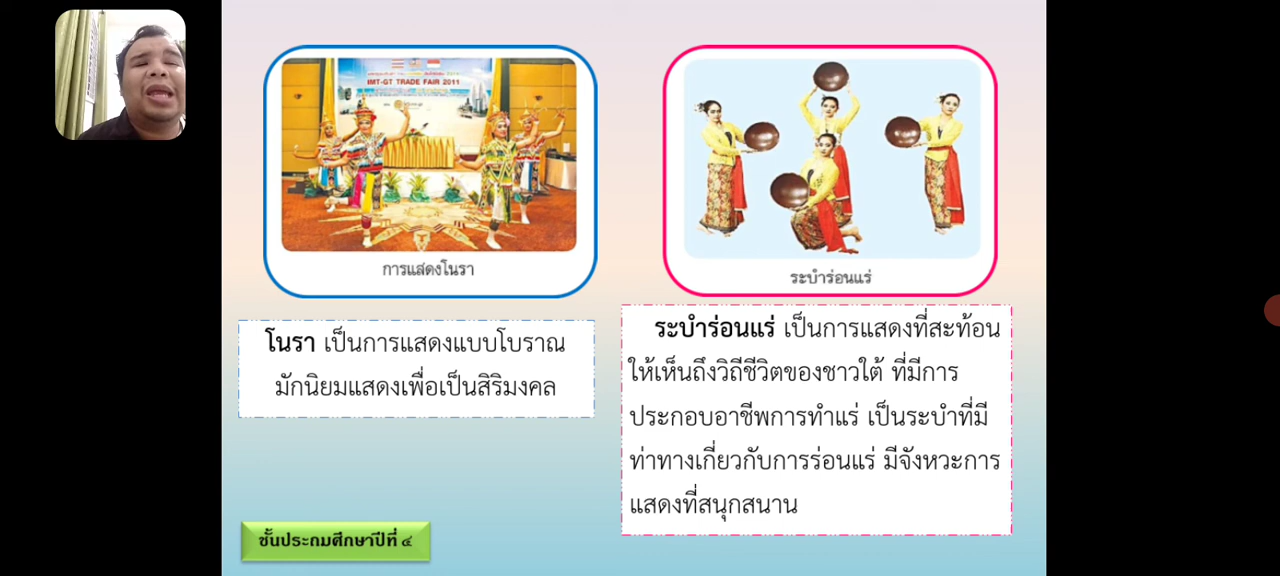 IMT-GT TRADE FAIR 2011
การแสดงโนรา
ระบำร่อนแร่
โนรา เป็นการแสดงแบบโบราณ
มักนิยมแสดงเพื่อเป็นสิริมงคล
ระบำร่อนแร่ เป็นการแสดงที่สะท้อน
ให้เห็นถึงวิถีชีวิตของชาวใต้ ที่มีการ
ประกอบอาชีพการทำแร่ เป็นระบำที่มี
ท่าทางเกี่ยวกับการร่อนแร่ มีจังหวะการ
แสดงที่สนุกสนาน
ชั้นประถมศึกษาปีที่ ๔